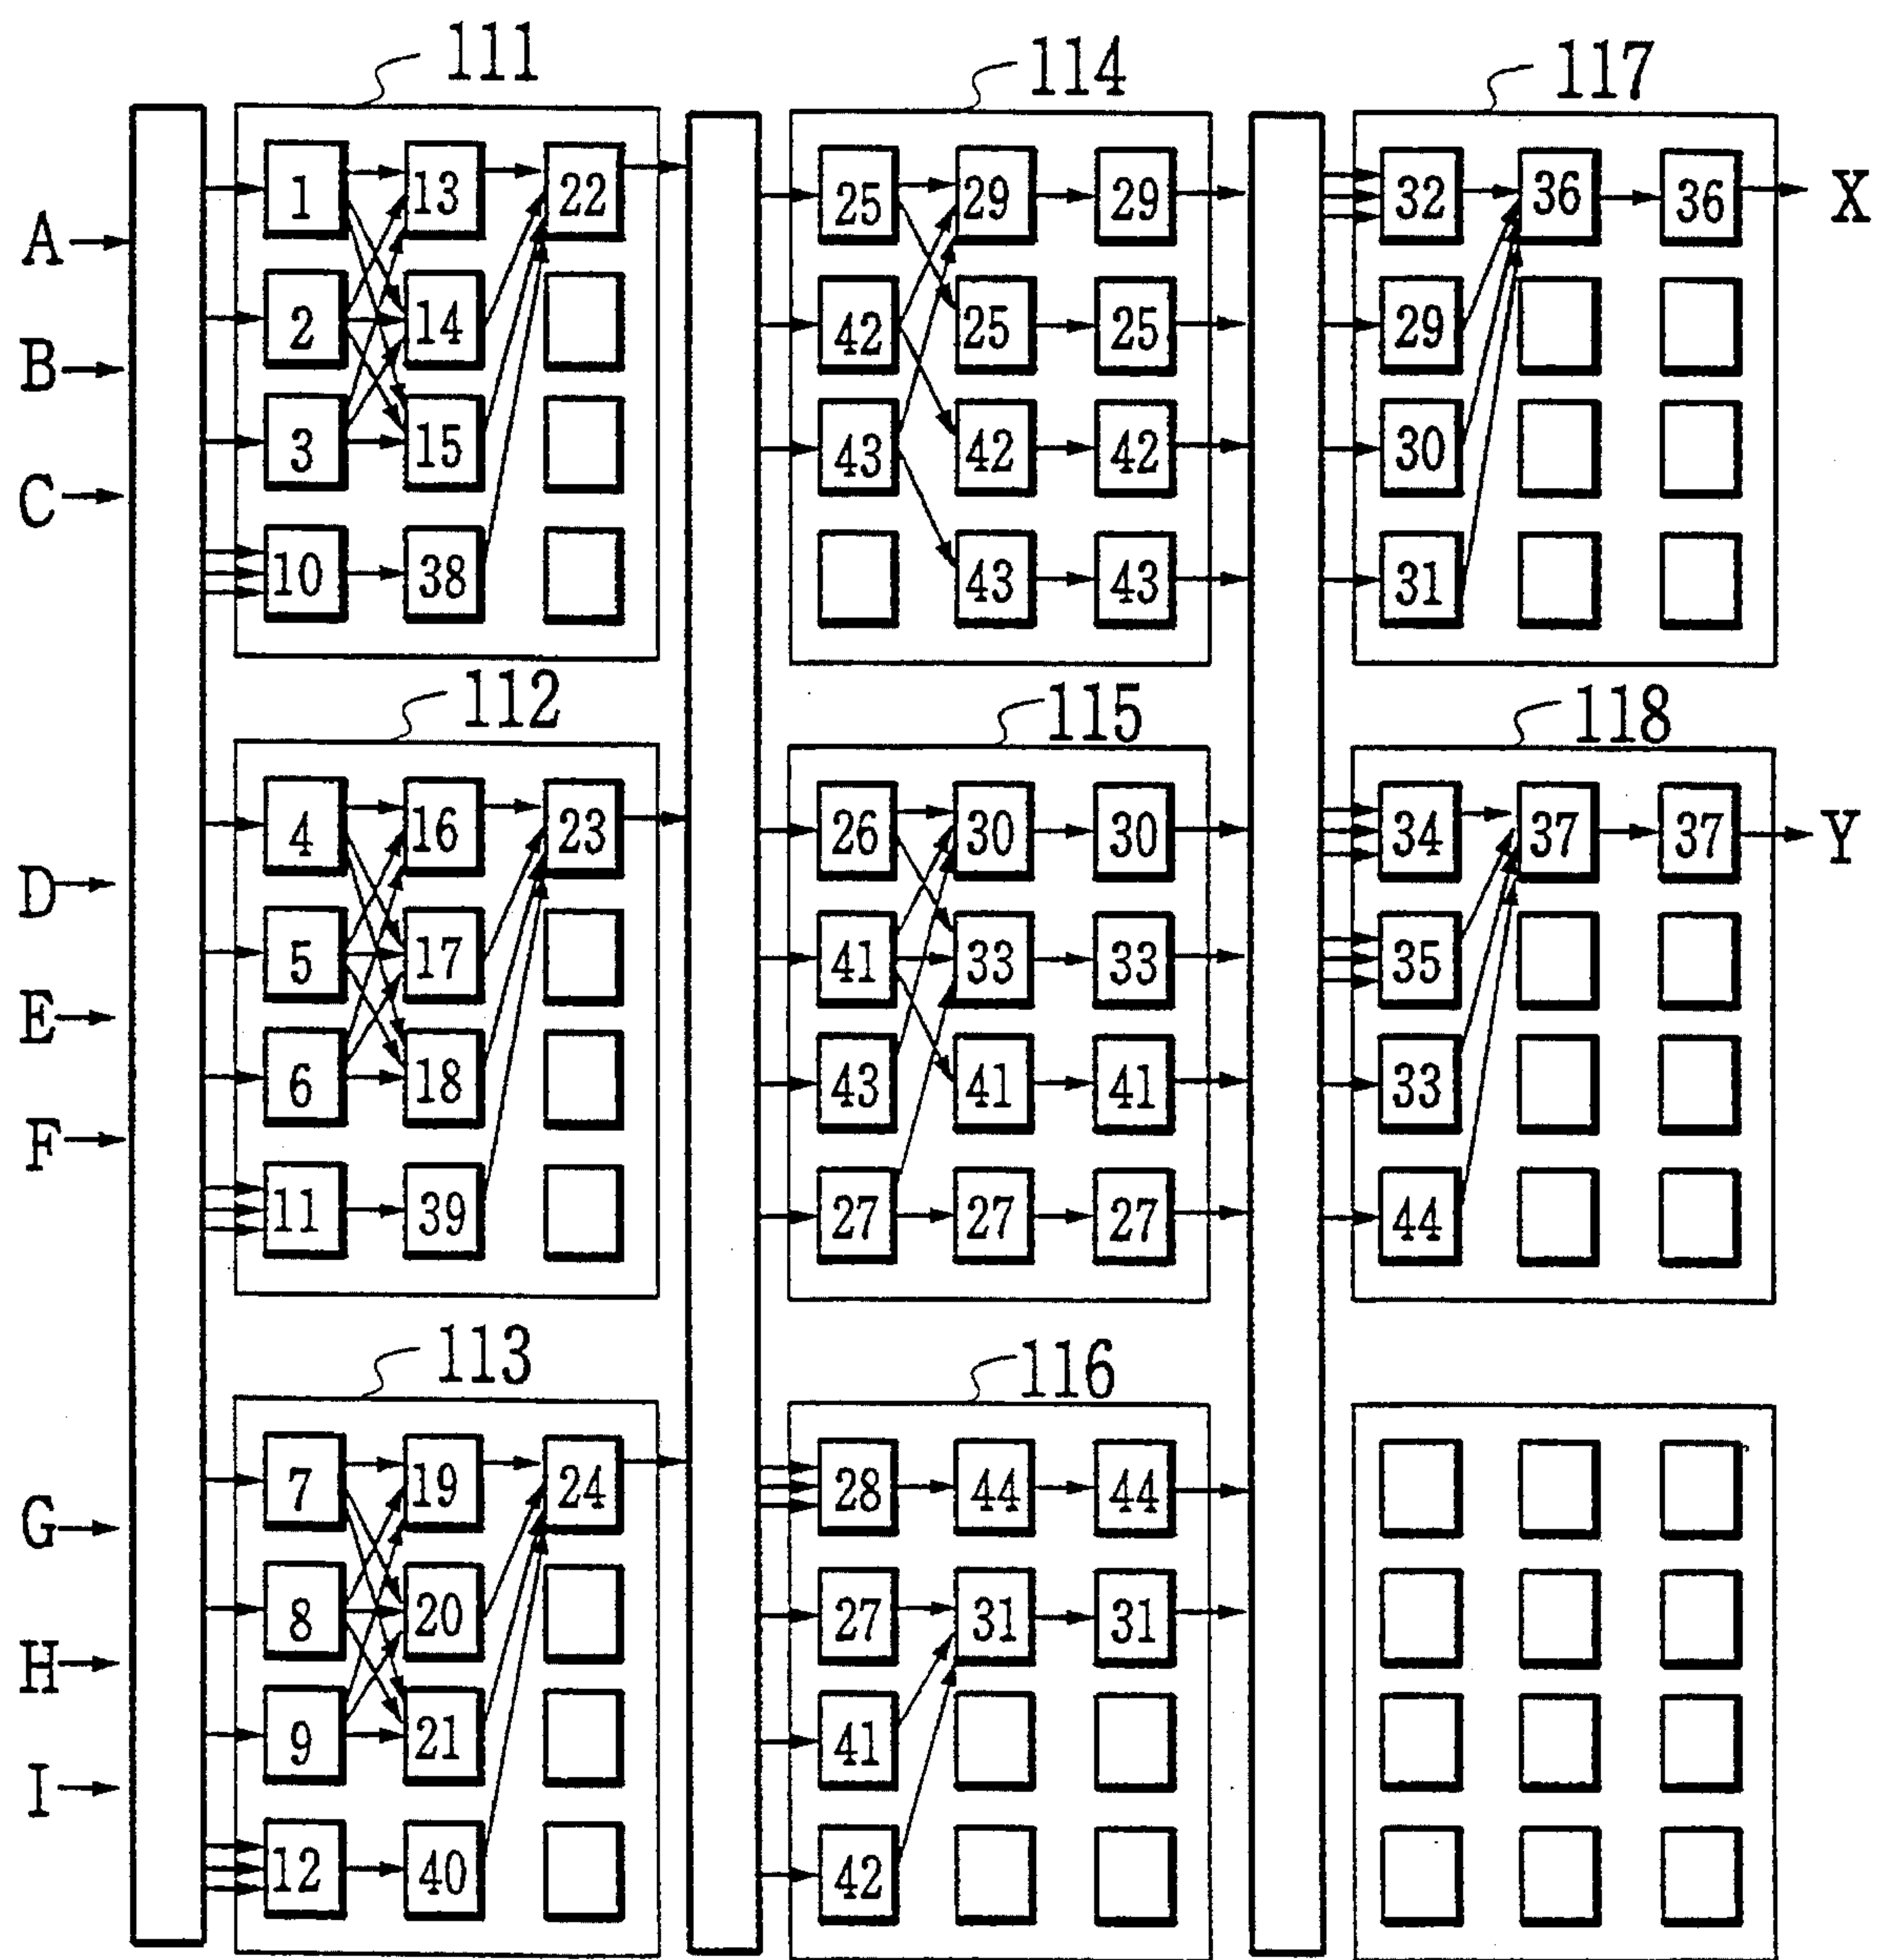 111 114 117
1 13 22 25 29 29 32 36 36 X
A
2 14 42 25 25 29
B
3 15 43 42 42 30
C
10 38 43 43 31
112 115 118
4 16 23 26 30 30 34 37 37 Y
D
5 17 41 33 33 35
E
6 18 43 41 41 33
F
11 39 27 27 27 44
113 116
7 19 24 28 44 44
G
8 20 27 31 31
H
9 21 41
I
12 40 42